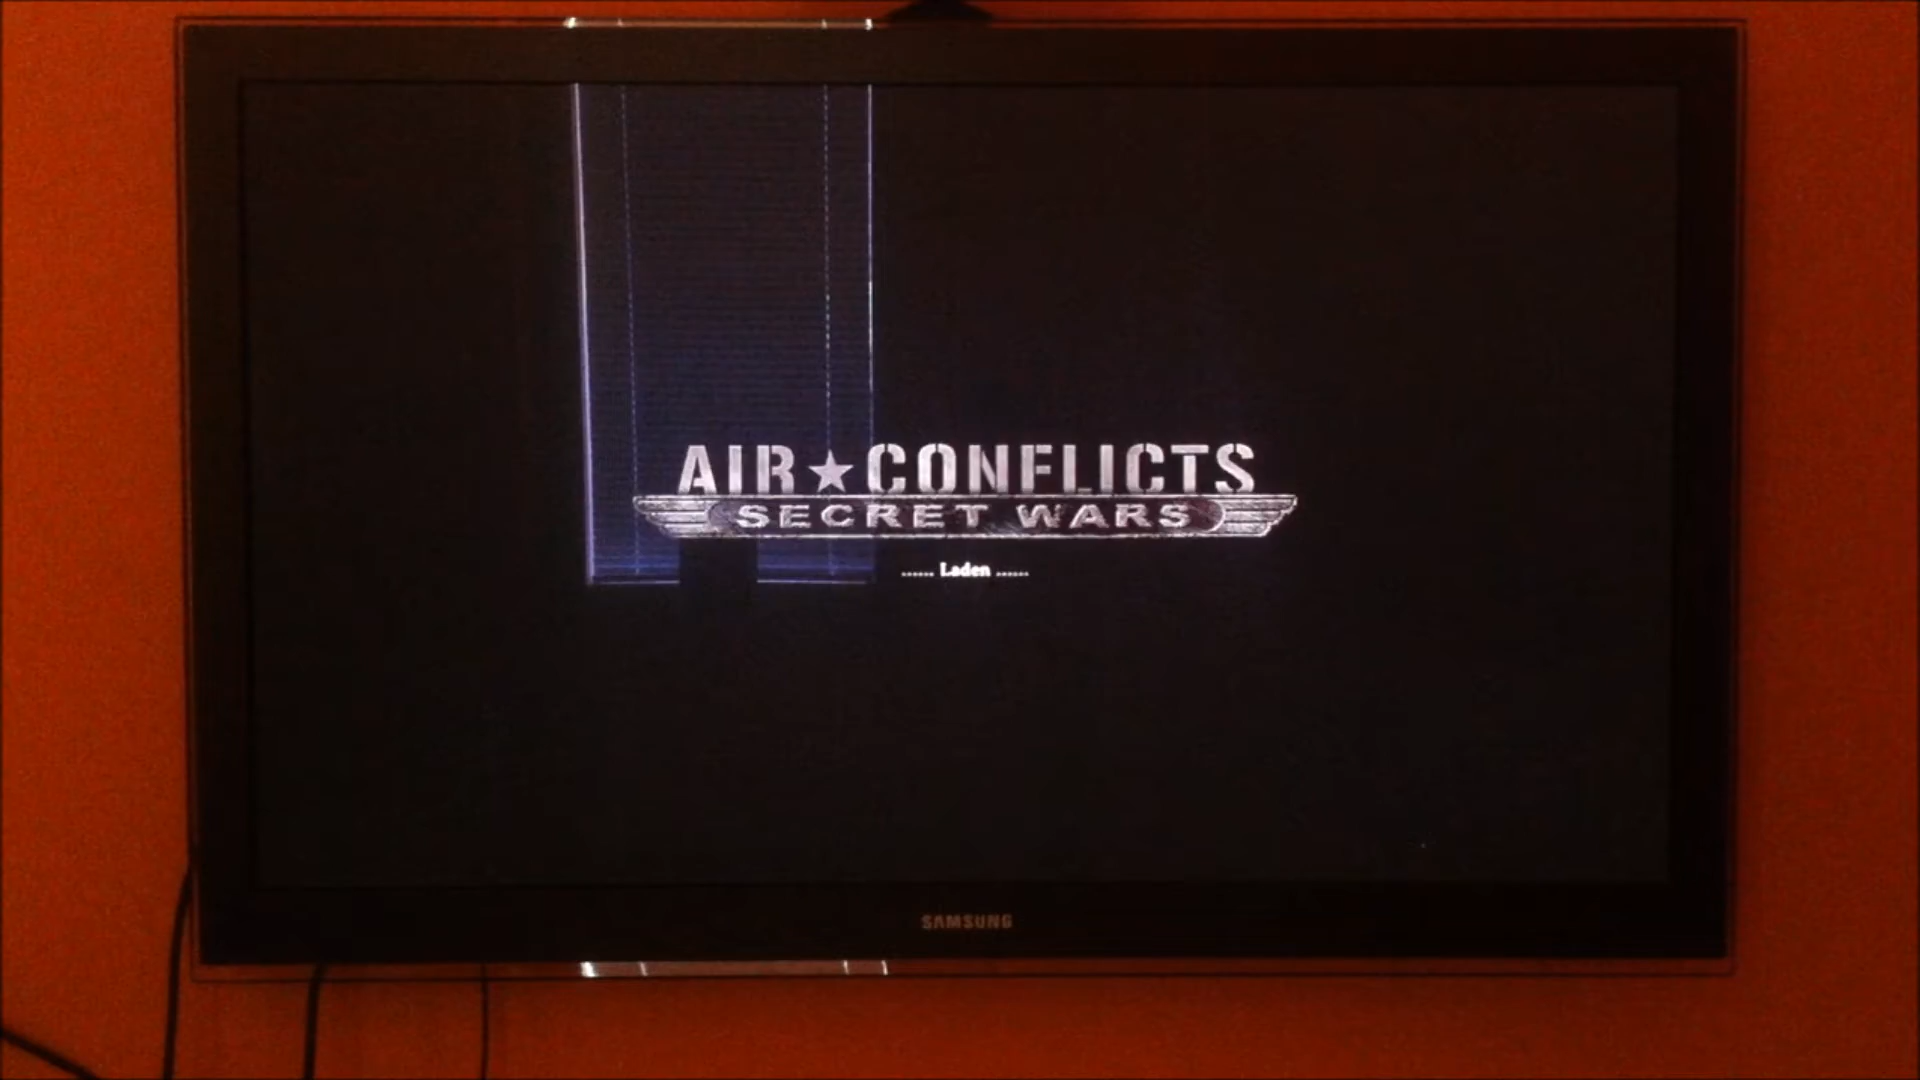 AIR★CONFLICTS
SECRET WARS
...... Laden ......
SAMSUNG